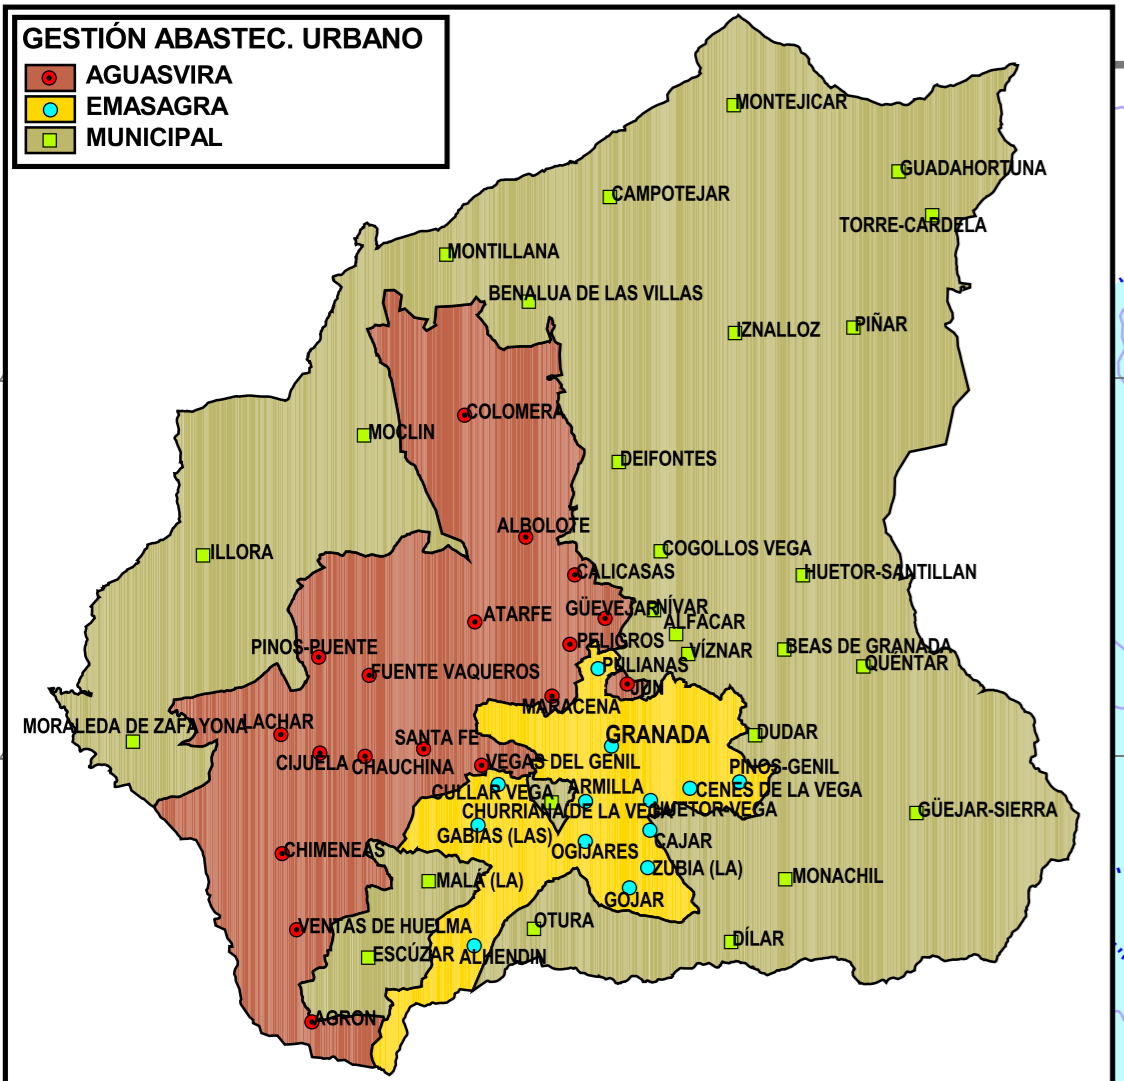 GESTIÓN ABASTEC. URBANO
AGUASVIRA
EMASAGRA
MUNICIPAL
MONTEJICAR
GUADAHORTUNA
CAMPOTEJAR
TORRE-CARDELA
MONTILLANA
BENALUA DE LAS VILLAS
IZNALLOZ
PIÑAR
COLOMERA
MOCLIN
DEIFONTES
ALBOLOTE
ILLORA
COGOLLOS VEGA
CALICASAS
HUETOR-SANTILLAN
GÜEVEJAR
NÍVAR
ATARFE
ALFACAR
PELIGROS
PINOS-PUENTE
VÍZNAR
BEAS DE GRANADA
QUÉNTAR
PULIANAS
FUENTE VAQUEROS
JUN
MARACENA
MORALEDA DE ZAFAYONA
LACHAR
SANTA FE
GRANADA
DUDAR
CIJUELA
CHAUCHINA
VEGAS DEL GENIL
PINOS-GENIL
CULLAR VEGA
ARMILLA
CENES DE LA VEGA
CHURRIANA DE LA VEGA
HUETOR-VEGA
GÜEJAR-SIERRA
GABIAS (LAS)
CAJAR
CHIMENEAS
OGIJARES
ZUBIA (LA)
MALÁ (LA)
MONACHIL
GOJAR
VENTAS DE HUELMA
OTURA
DÍLAR
ESCÚZAR
ALHENDIN
AGRON